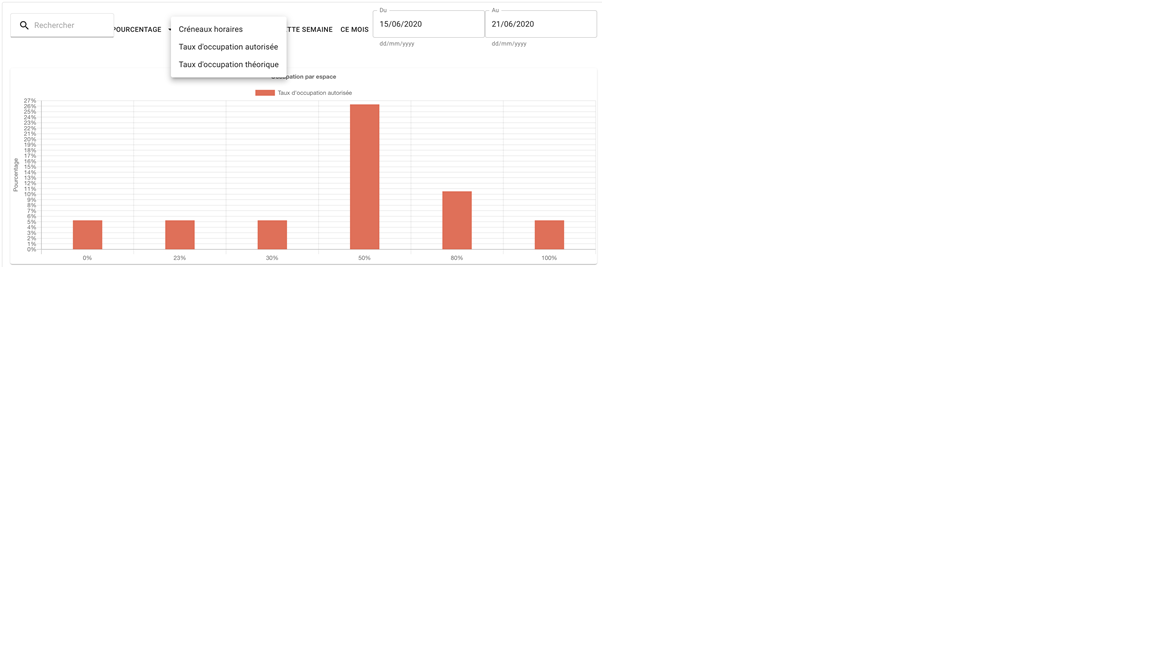 Du
Au
Rechercher
POURCENTAGE
Créneaux horaires
TTE SEMAINE
CE MOIS
15/06/2020
21/06/2020
dd/mm/yyyy
dd/mm/yyyy
Taux d'occupation autorisée
Taux d'occupation théorique
Occupation par espace
Taux d'occupation autorisée
Pourcentage
27%
26%
25%
24%
23%
22%
21%
20%
19%
18%
17%
16%
15%
14%
13%
12%
11%
10%
9%
8%
7%
6%
5%
4%
3%
2%
1%
0%
0%
23%
30%
50%
80%
100%